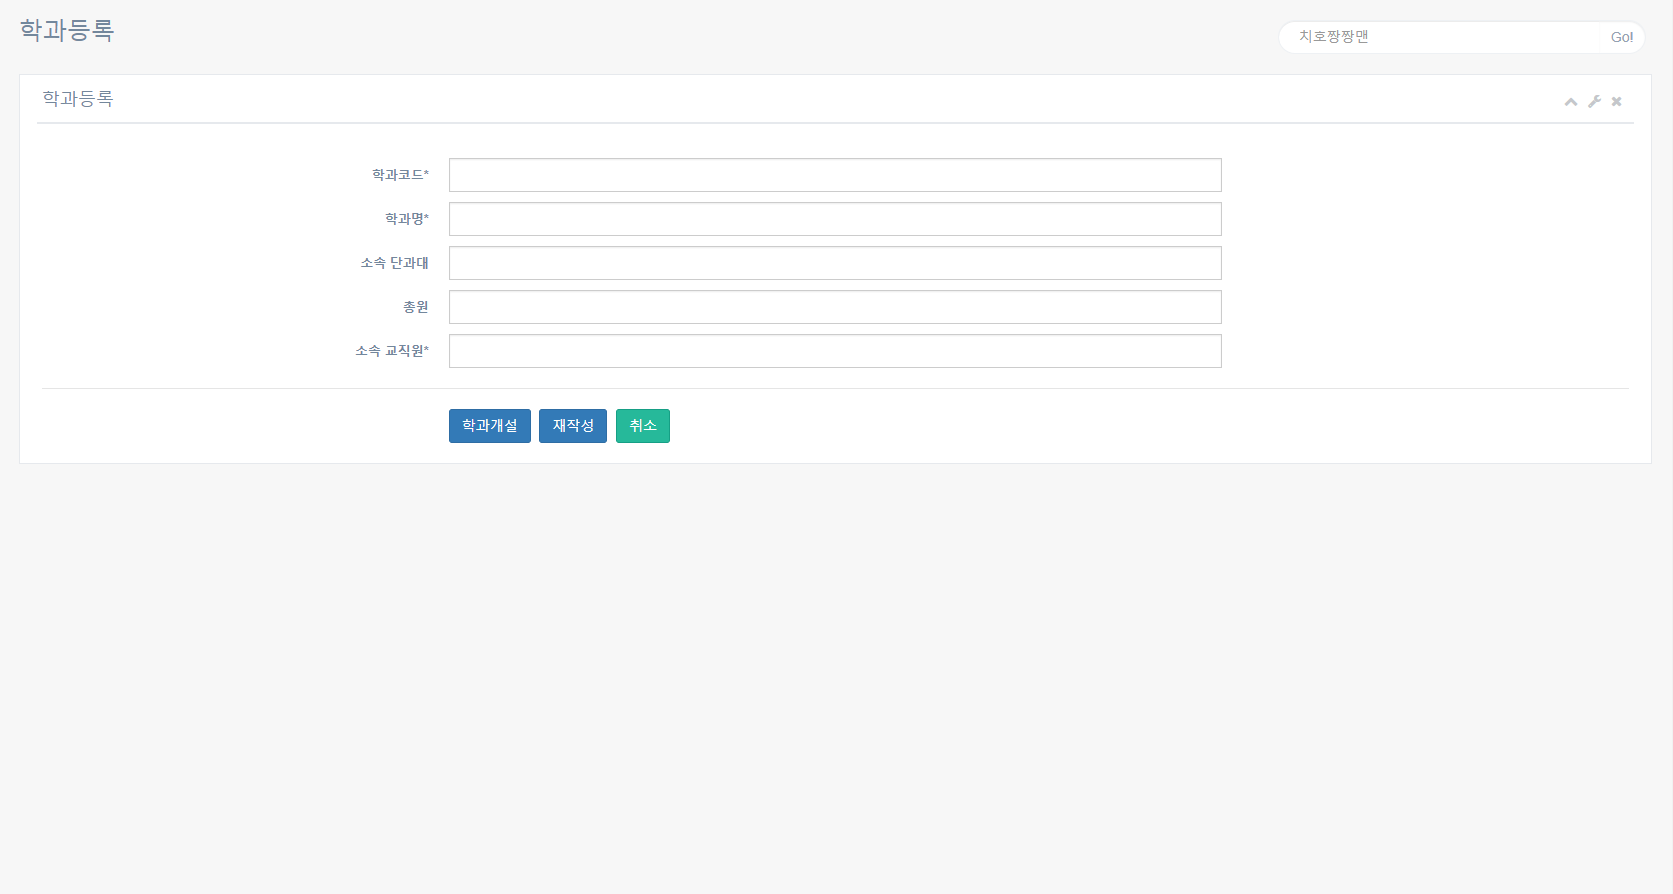 학과등록
치호짱짱맨 Go!
학과등록
학과코드*
학과명*
소속 단과대
총원
소속 교직원*
학과개설 재작성 취소